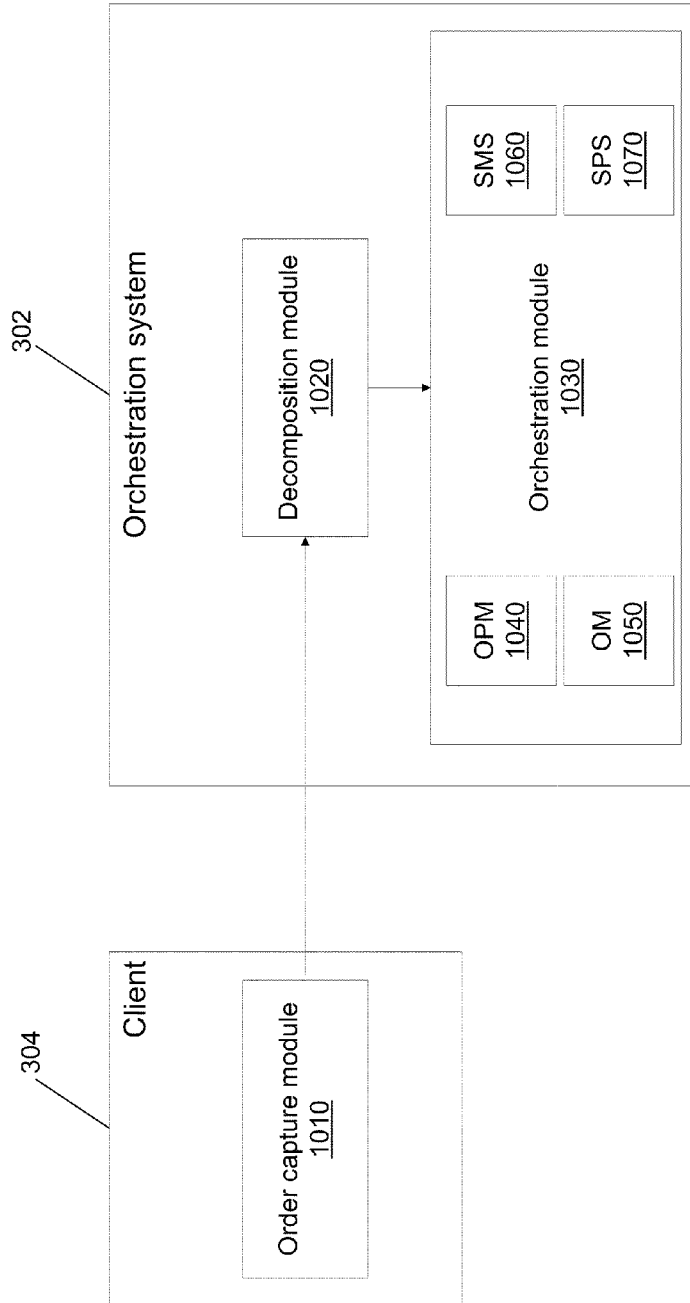 304
Client
Order capture module
1010
302
Orchestration system
Decomposition module
1020
OPM
1040
OM
1050
Orchestration module
1030
SMS
1060
SPS
1070